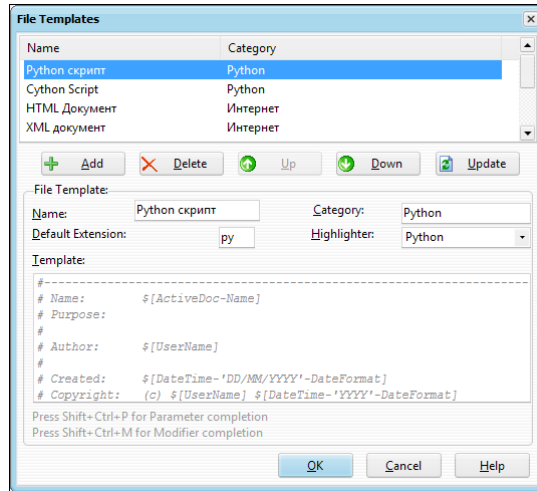 File Templates
Name Category
Python скрипт Python
Cython Script Python
HTML Документ Интернет
XML документ Интернет
Add Delete Up Down Update
File Template:
Name: Python скрипт Category: Python
Default Extension: py Highlighter: Python
Template:
#-----------------------------------------------------------------
# Name: $[ActiveDoc-Name]
# Purpose:
#
# Author: $[UserName]
#
# Created: $[DateTime-'DD/MM/YYYY'-DateFormat]
# Copyright: (c) $[UserName] $[DateTime-'YYYY'-DateFormat]
Press Shift+Ctrl+P for Parameter completion
Press Shift+Ctrl+M for Modifier completion
OK Cancel Help